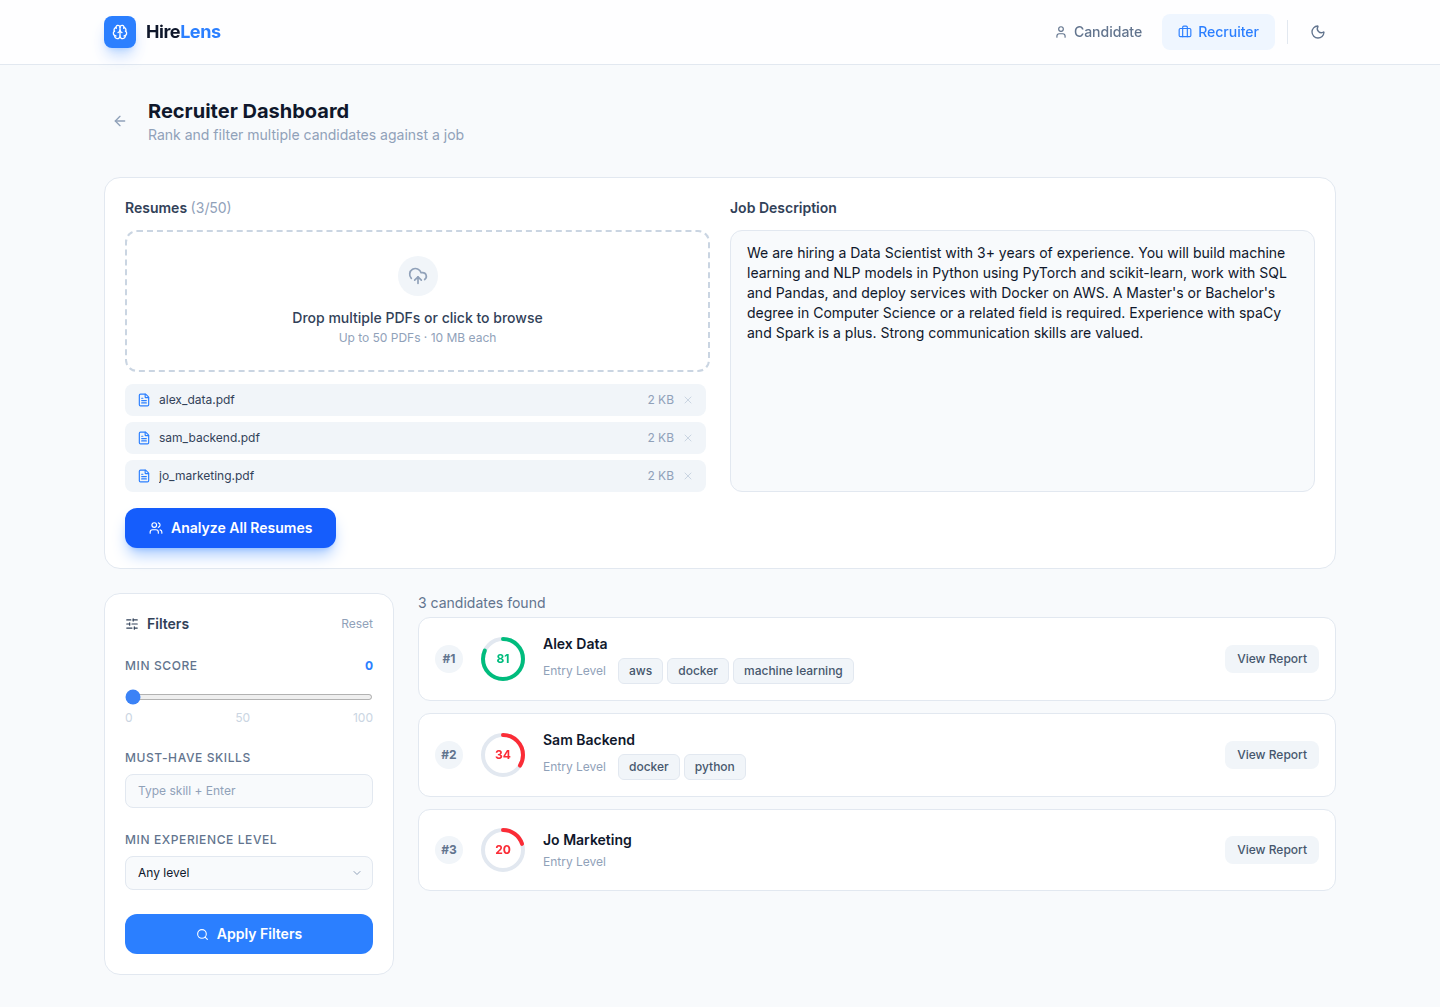 HireLens
Candidate
Recruiter
Recruiter Dashboard
Rank and filter multiple candidates against a job
Resumes (3/50)
Drop multiple PDFs or click to browse
Up to 50 PDFs · 10 MB each
alex_data.pdf 2 KB ×
sam_backend.pdf 2 KB ×
jo_marketing.pdf 2 KB ×
Job Description
We are hiring a Data Scientist with 3+ years of experience. You will build machine
learning and NLP models in Python using PyTorch and scikit-learn, work with SQL
and Pandas, and deploy services with Docker on AWS. A Master's or Bachelor's
degree in Computer Science or a related field is required. Experience with spaCy
and Spark is a plus. Strong communication skills are valued.
Analyze All Resumes
Filters Reset
MIN SCORE 0
0 50 100
MUST-HAVE SKILLS
Type skill + Enter
MIN EXPERIENCE LEVEL
Any level
Apply Filters
3 candidates found
#1 81 Alex Data
Entry Level aws docker machine learning
View Report
#2 34 Sam Backend
Entry Level docker python
View Report
#3 20 Jo Marketing
Entry Level
View Report